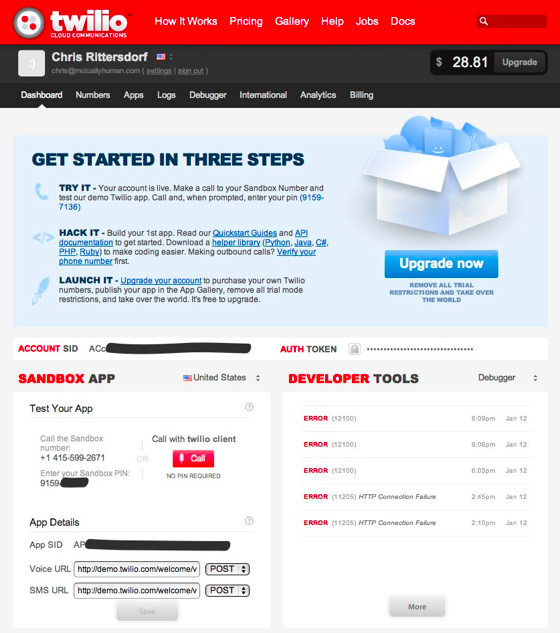 twilio
CLOUD COMMUNICATIONS
How It Works Pricing Gallery Help Jobs Docs
Chris Rittersdorf
chris@mutuallyhuman.com ( settings | sign out )
$ 28.81 Upgrade
Dashboard Numbers Apps Logs Debugger International Analytics Billing
GET STARTED IN THREE STEPS
TRY IT - Your account is live. Make a call to your Sandbox Number and
test our demo Twilio app. Call and, when prompted, enter your pin (9159-
7136)
HACK IT - Build your 1st app. Read our Quickstart Guides and API
documentation to get started. Download a helper library (Python, Java, C#,
PHP, Ruby) to make coding easier. Making outbound calls? Verify your
phone number first.
LAUNCH IT - Upgrade your account to purchase your own Twilio
numbers, publish your app in the App Gallery, remove all trial mode
restrictions, and take over the world. It's free to upgrade.
Upgrade now
REMOVE ALL TRIAL
RESTRICTIONS AND TAKE OVER
THE WORLD
ACCOUNT SID ACc
AUTH TOKEN ••••••••••••••••••••••••••••••••
SANDBOX APP United States
Test Your App
Call the Sandbox
number:
+1 415-599-2671
Enter your Sandbox PIN:
9159-
OR
Call with twilio client
Call
NO PIN REQUIRED
App Details
App SID AP
Voice URL http://demo.twilio.com/welcome/v POST
SMS URL http://demo.twilio.com/welcome/v POST
Save
DEVELOPER TOOLS Debugger
ERROR (12100) 6:09pm Jan 12
ERROR (12100) 6:06pm Jan 12
ERROR (12100) 6:03pm Jan 12
ERROR (11205) HTTP Connection Failure 2:45pm Jan 12
ERROR (11205) HTTP Connection Failure 2:10pm Jan 12
More